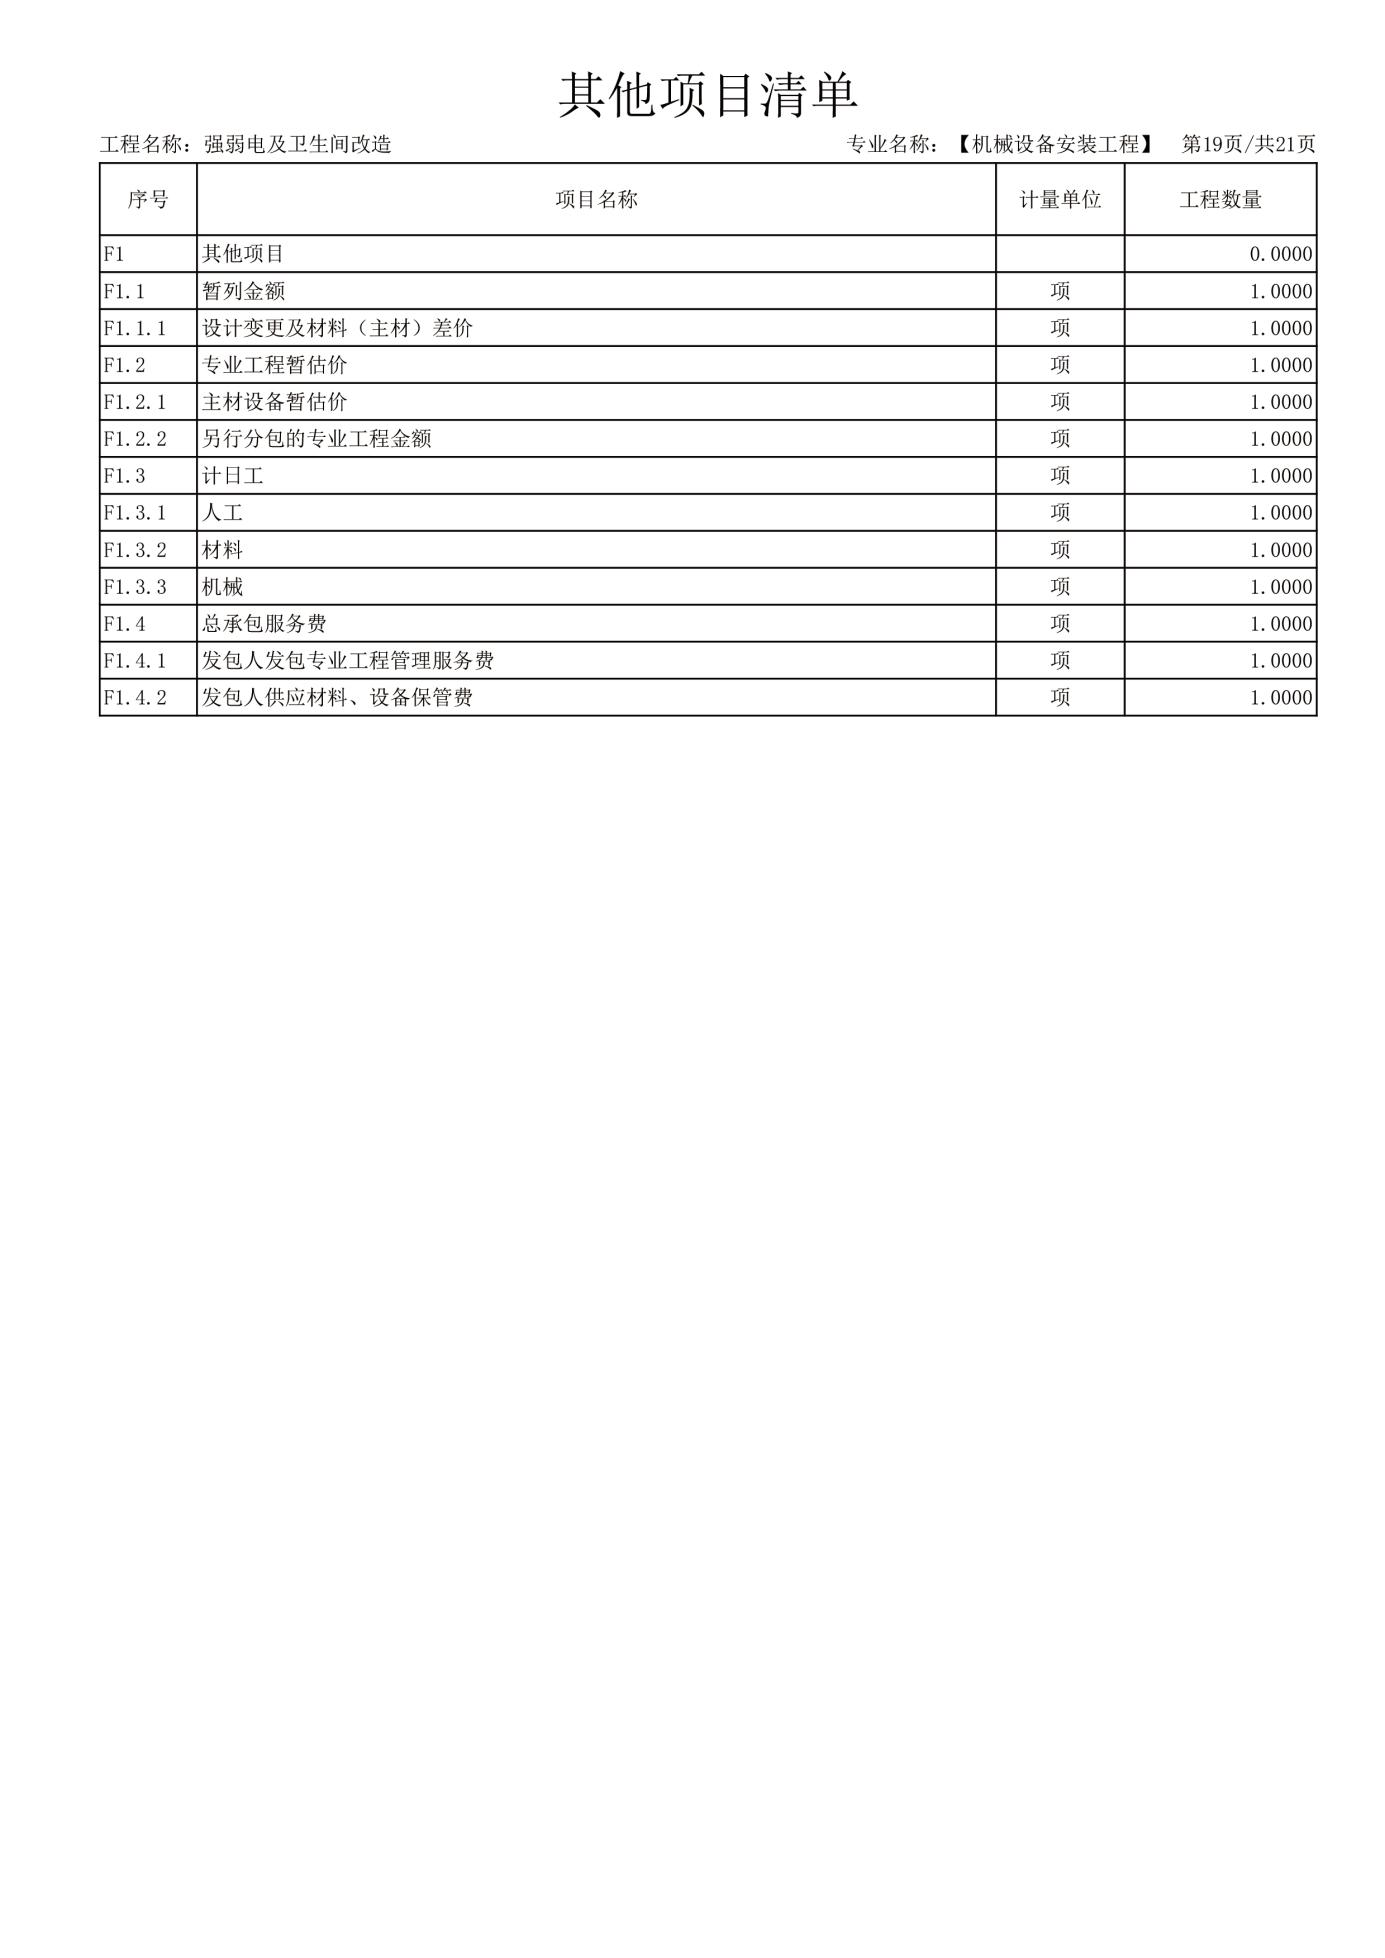 其他项目清单
工程名称：强弱电及卫生间改造 专业名称：【机械设备安装工程】 第19页/共21页
序号 项目名称 计量单位 工程数量
F1 其他项目 0.0000
F1.1 暂列金额 项 1.0000
F1.1.1 设计变更及材料（主材）差价 项 1.0000
F1.2 专业工程暂估价 项 1.0000
F1.2.1 主材设备暂估价 项 1.0000
F1.2.2 另行分包的专业工程金额 项 1.0000
F1.3 计日工 项 1.0000
F1.3.1 人工 项 1.0000
F1.3.2 材料 项 1.0000
F1.3.3 机械 项 1.0000
F1.4 总承包服务费 项 1.0000
F1.4.1 发包人发包专业工程管理服务费 项 1.0000
F1.4.2 发包人供应材料、设备保管费 项 1.0000